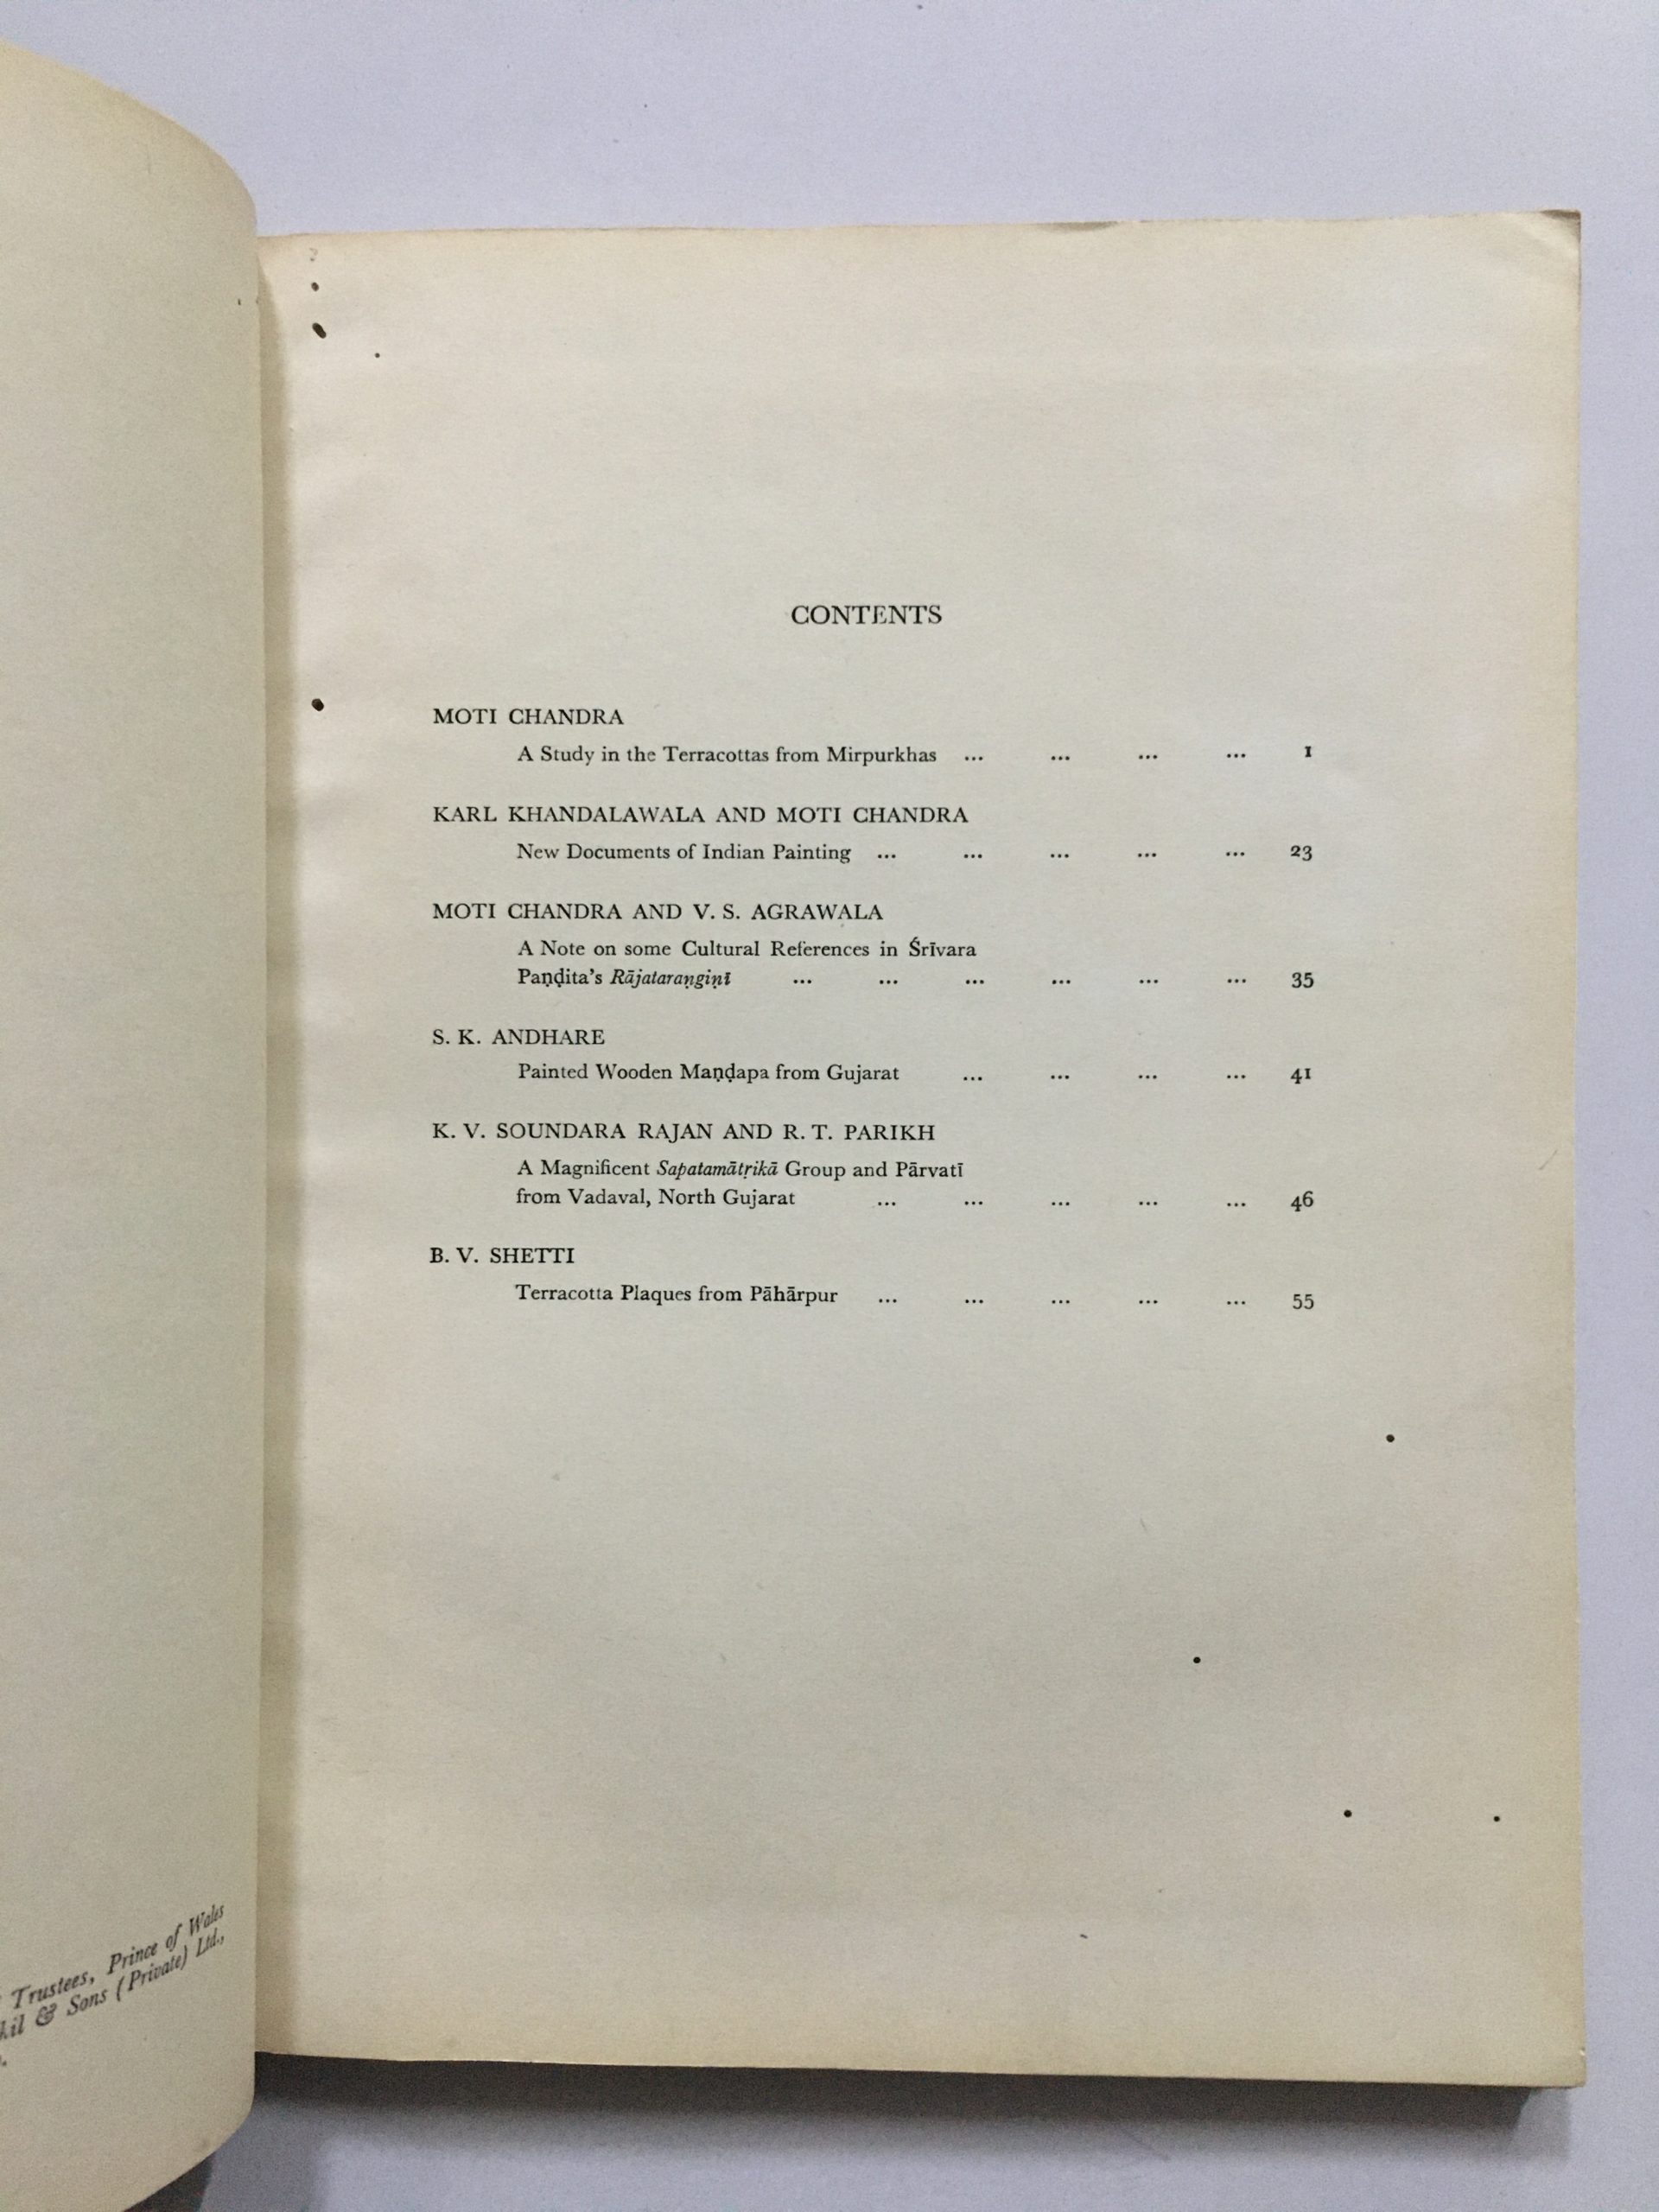 Trustees, Prince of Wales
& Sons (Private) Ltd.,
CONTENTS
MOTI CHANDRA
A Study in the Terracottas from Mirpurkhas ... ... ... ... 1
KARL KHANDALAWALA AND MOTI CHANDRA
New Documents of Indian Painting ... ... ... ... ... 23
MOTI CHANDRA AND V. S. AGRAWALA
A Note on some Cultural References in Śrīvara
Paṇḍita's Rājataraṇgiṇī ... ... ... ... ... ... 35
S. K. ANDHARE
Painted Wooden Maṇḍapa from Gujarat ... ... ... ... 41
K. V. SOUNDARA RAJAN AND R. T. PARIKH
A Magnificent Sapatamātṛikā Group and Pārvatī
from Vadaval, North Gujarat ... ... ... ... ... 46
B. V. SHETTI
Terracotta Plaques from Pāhārpur ... ... ... ... ... 55